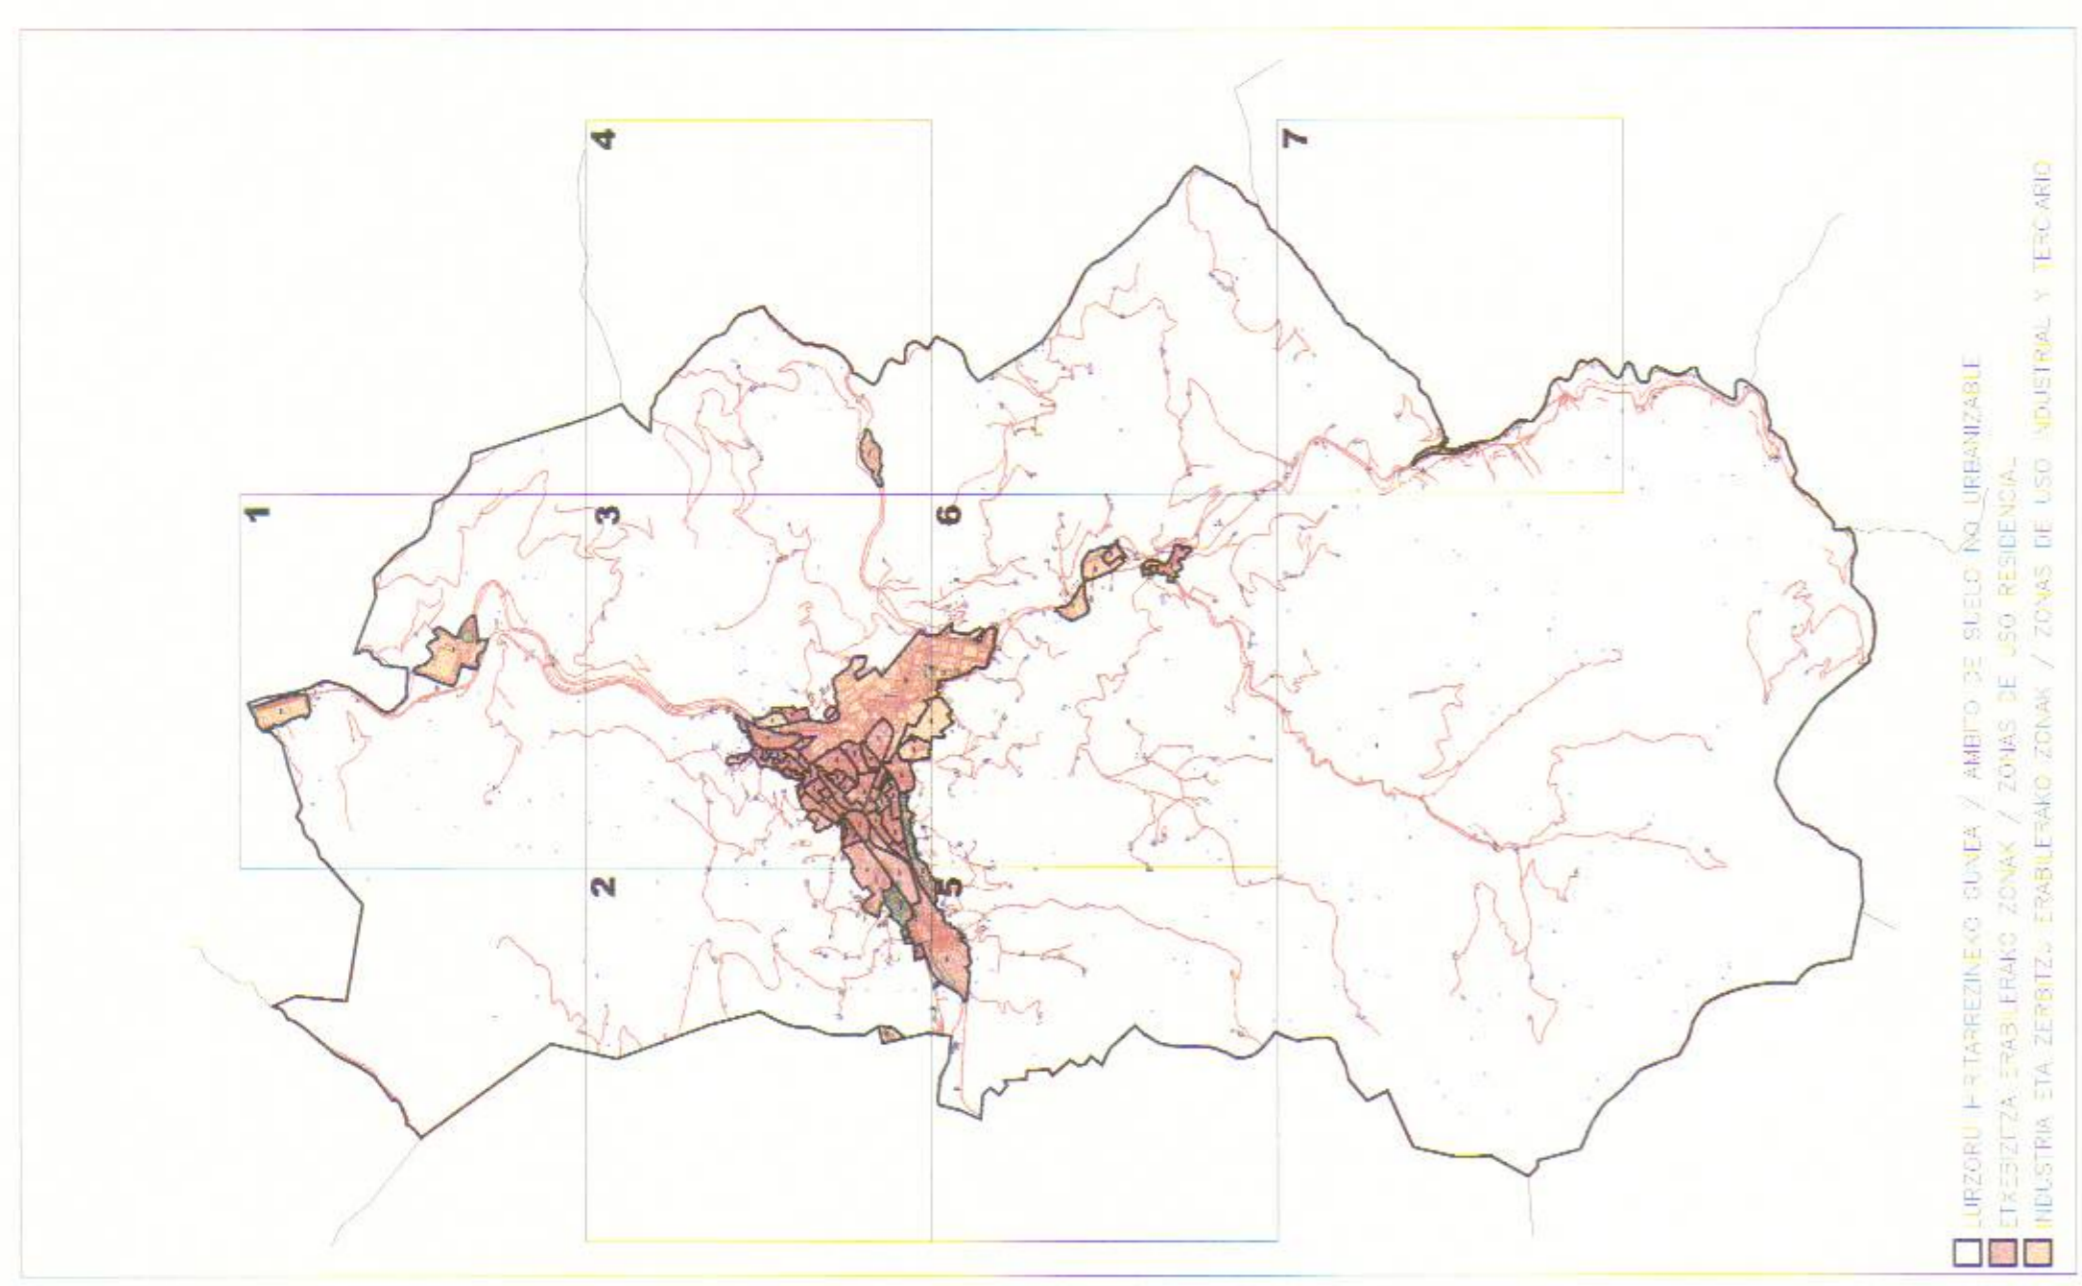 1
2
3
4
5
6
7
LURZORU HIRITARREZINEKO GUNEA / AMBITO DE SUELO NO URBANIZABLE
ETXEBIZITZA ERABILERAKO ZONAK / ZONAS DE USO RESIDENCIAL
INDUSTRIA ETA ZERBITZU ERABILERAKO ZONAK / ZONAS DE USO INDUSTRIAL Y TERCIARIO